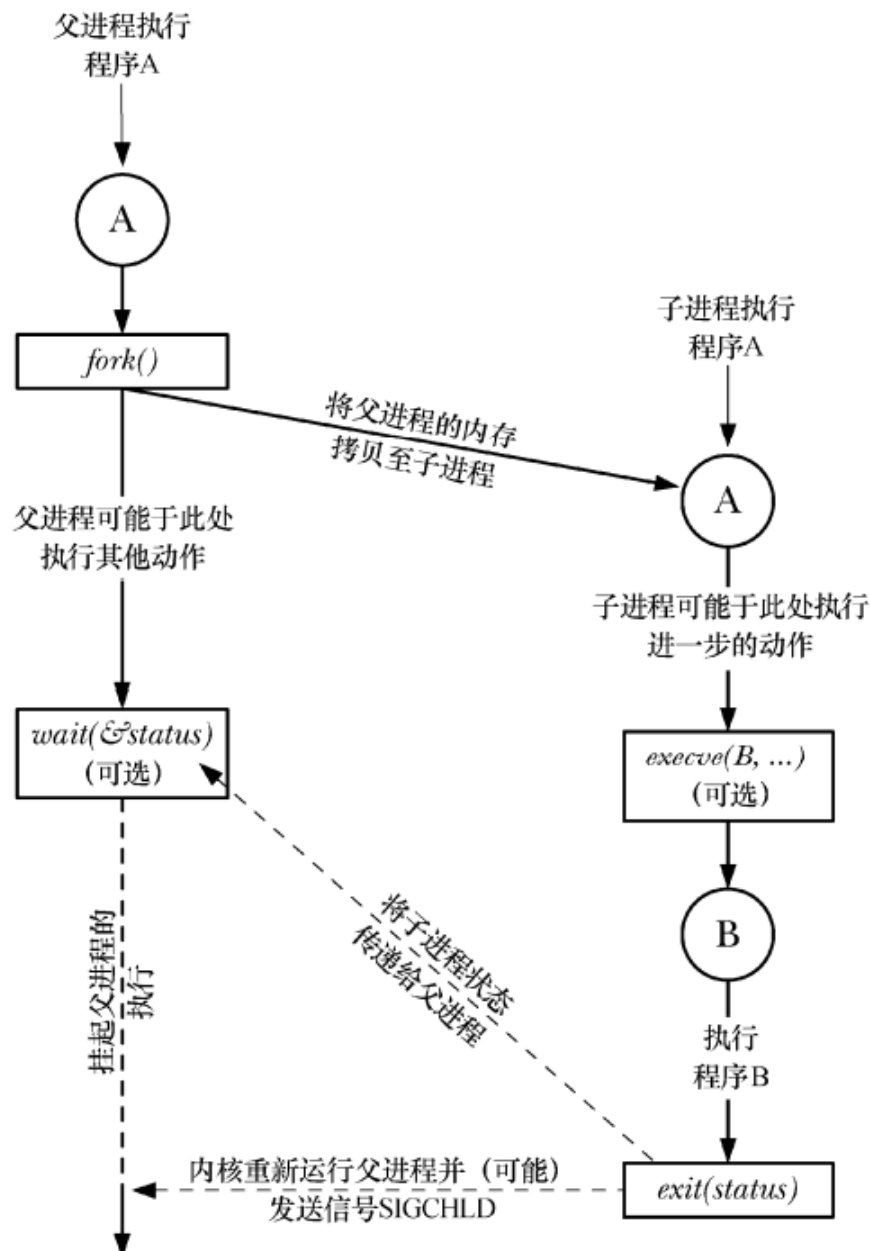 父进程执行
程序A
A
fork()
将父进程的内存
拷贝至子进程
子进程执行
程序A
A
父进程可能于此处
执行其他动作
子进程可能于此处执行
进一步的动作
wait(&status)
(可选)
execve(B, ...)
(可选)
B
将子进程状态
传递给父进程
挂起父进程的
执行
执行
程序B
内核重新运行父进程并（可能）
发送信号SIGCHLD
exit(status)